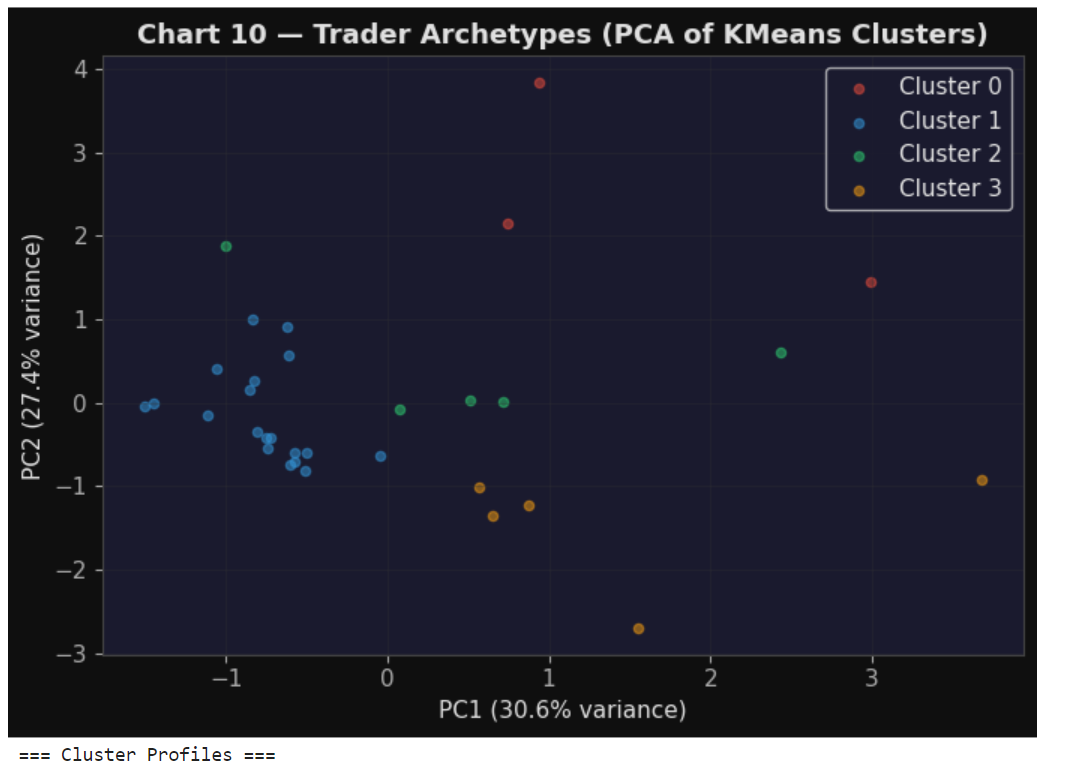 Chart 10 — Trader Archetypes (PCA of KMeans Clusters)
Cluster 0
Cluster 1
Cluster 2
Cluster 3
4
3
2
1
0
−1
−2
−3
PC2 (27.4% variance)
−1
0
1
2
3
PC1 (30.6% variance)
=== Cluster Profiles ===